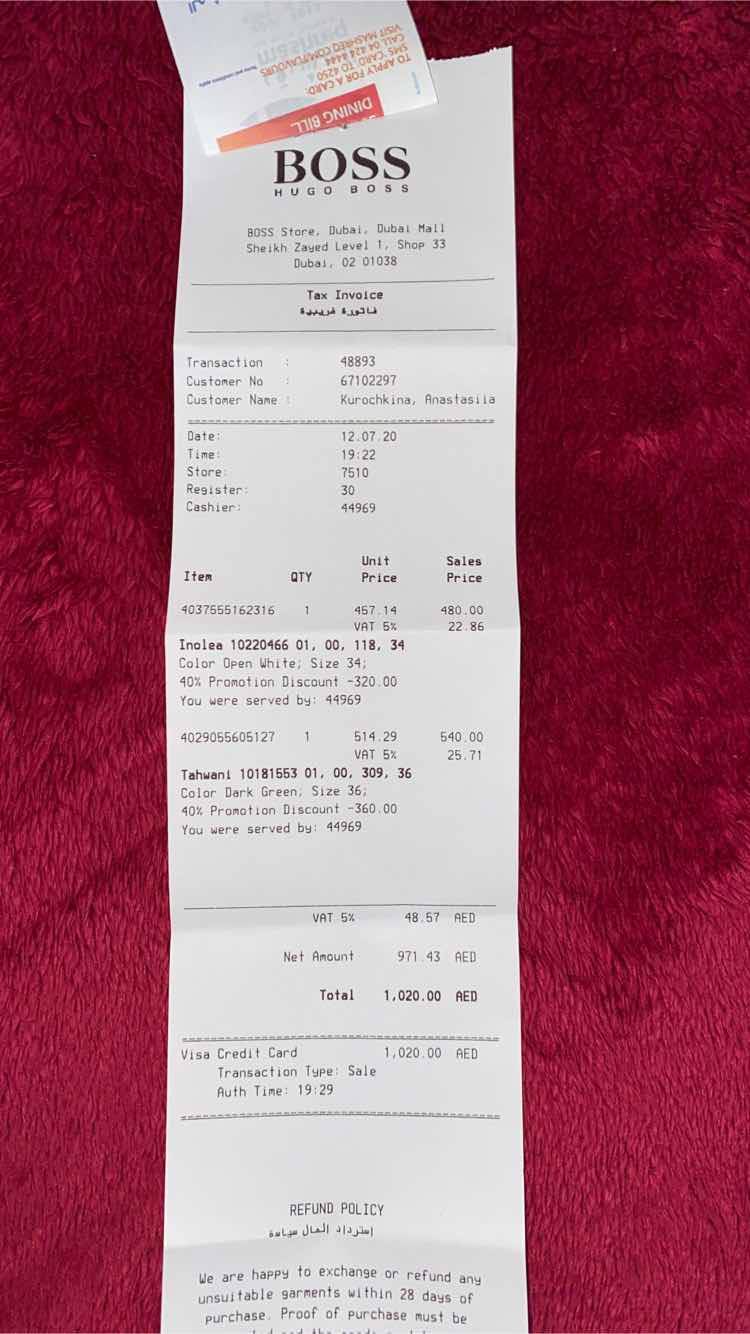 TO APPLY FOR A CARD:
SMS 'CARD' TO 4250
CALL 04 424 4444
VISIT MASHREQ.COM/FLAVOURS
DINING BILL
BOSS
HUGO BOSS
BOSS Store, Dubai, Dubai Mall
Sheikh Zayed Level 1, Shop 33
Dubai, 02 01038
Tax Invoice
فاتورة ضريبية
Transaction : 48893
Customer No : 67102297
Customer Name : Kurochkina, Anastasiia
Date: 12.07.20
Time: 19:22
Store: 7510
Register: 30
Cashier: 44969
Unit Sales
Item QTY Price Price
4037555162316 1 457.14 480.00
VAT 5% 22.86
Inolea 10220466 01, 00, 118, 34
Color Open White; Size 34;
40% Promotion Discount -320.00
You were served by: 44969
4029055605127 1 514.29 540.00
VAT 5% 25.71
Tahwani 10181553 01, 00, 309, 36
Color Dark Green; Size 36;
40% Promotion Discount -360.00
You were served by: 44969
VAT 5% 48.57 AED
Net Amount 971.43 AED
Total 1,020.00 AED
Visa Credit Card 1,020.00 AED
Transaction Type: Sale
Auth Time: 19:29
REFUND POLICY
إسترداد المال سياسة
We are happy to exchange or refund any
unsuitable garments within 28 days of
purchase. Proof of purchase must be